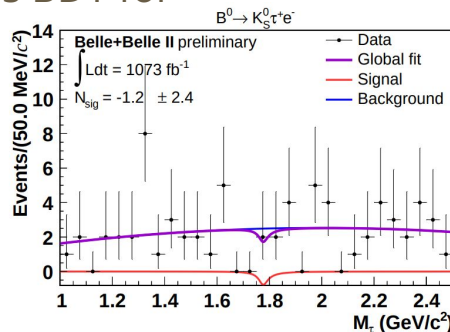 B⁰→ K⁰_S τ⁺e⁻
Events/(50.0 MeV/c²)
14
12
10
8
6
4
2
0
Belle+Belle II preliminary
∫Ldt = 1073 fb⁻¹
N_sig = -1.2 ± 2.4
Data
Global fit
Signal
Background
1 1.2 1.4 1.6 1.8 2 2.2 2.4
M_τ (GeV/c²)